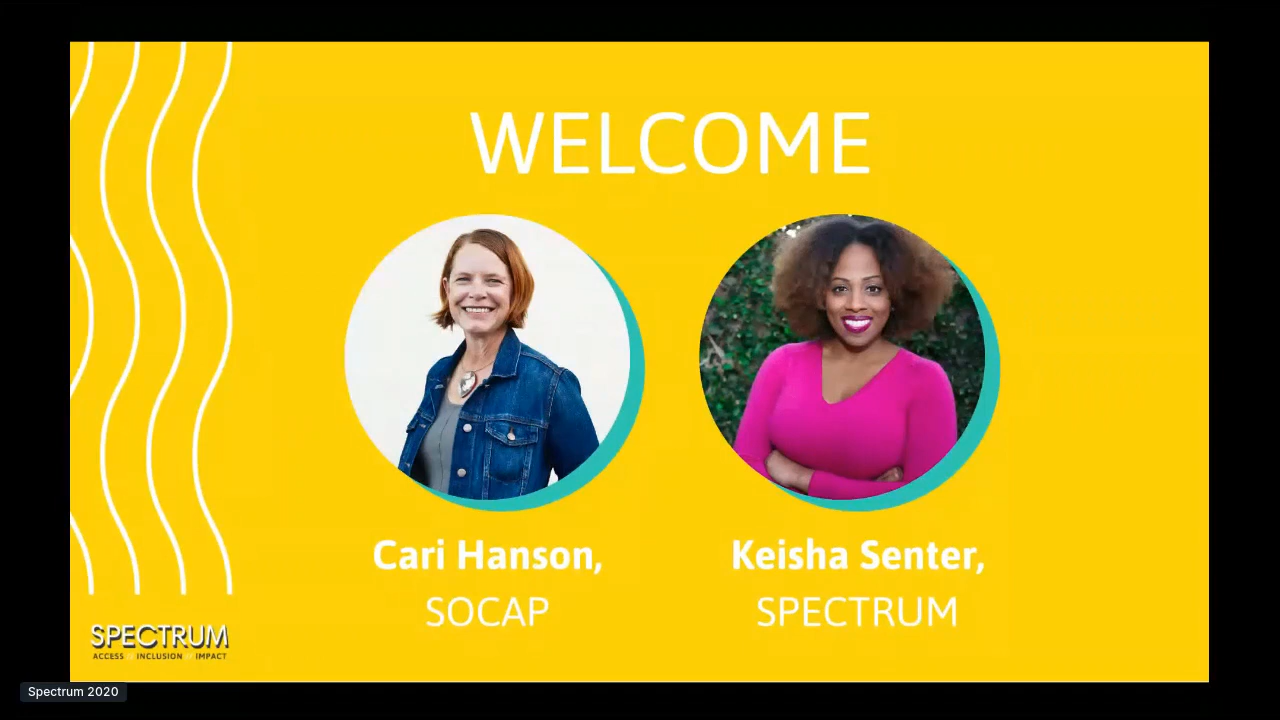 WELCOME
Cari Hanson,
SOCAP
Keisha Senter,
SPECTRUM
SPECTRUM
ACCESS INCLUSION IMPACT
Spectrum 2020